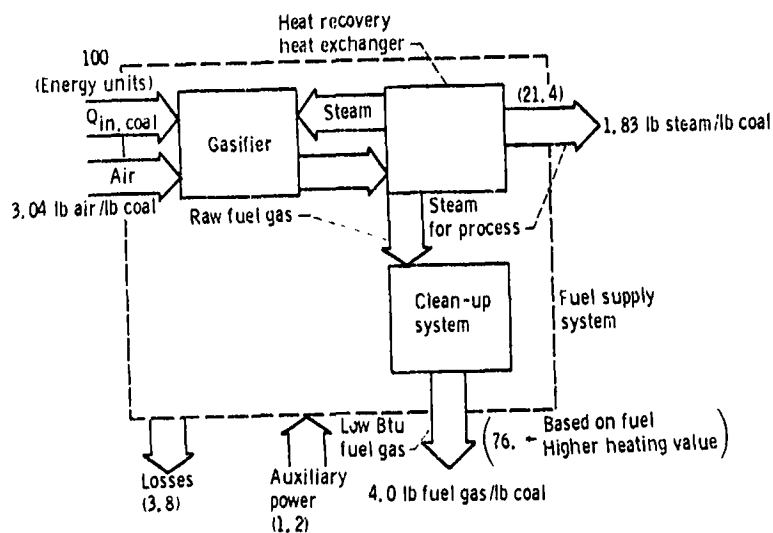 Heat recovery
heat exchanger
100
(Energy units)
Q in, coal
Air
3.04 lb air/lb coal
Gasifier
Steam
(21.4)
1.83 lb steam/lb coal
Raw fuel gas
Steam
for process
Clean-up
system
Fuel supply
system
Low Btu
fuel gas
(76. ← Based on fuel
Higher heating value)
Losses
(3.8)
Auxiliary
power
(1.2)
4.0 lb fuel gas/lb coal